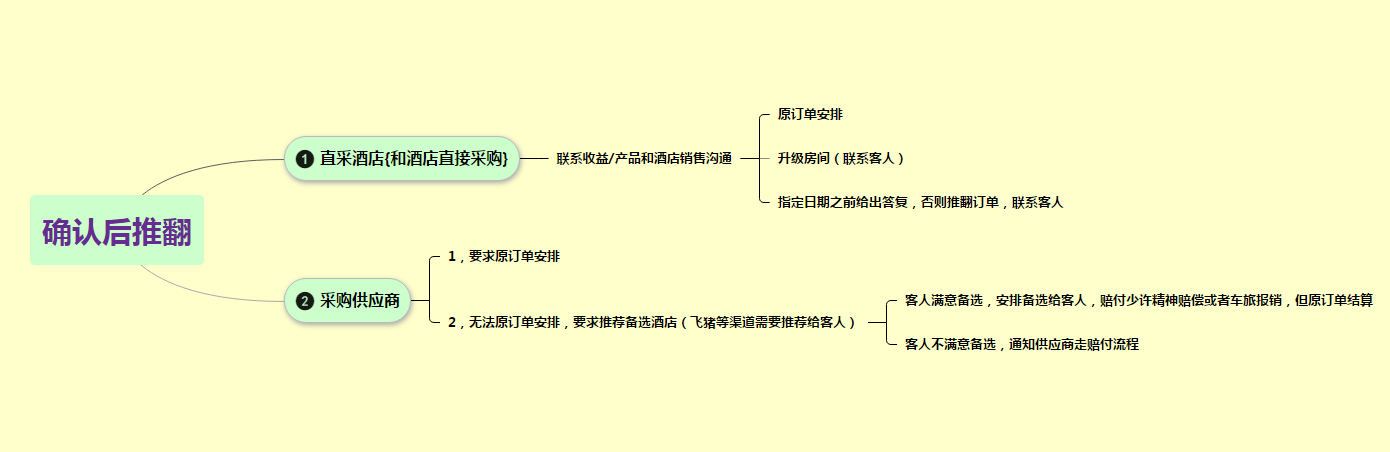 确认后推翻
1 直采酒店{和酒店直接采购}
联系收益/产品和酒店销售沟通
原订单安排
升级房间（联系客人）
指定日期之前给出答复，否则推翻订单，联系客人
2 采购供应商
1，要求原订单安排
2，无法原订单安排，要求推荐备选酒店（飞猪等渠道需要推荐给客人）
客人满意备选，安排备选给客人，赔付少许精神赔偿或者车旅报销，但原订单结算
客人不满意备选，通知供应商走赔付流程